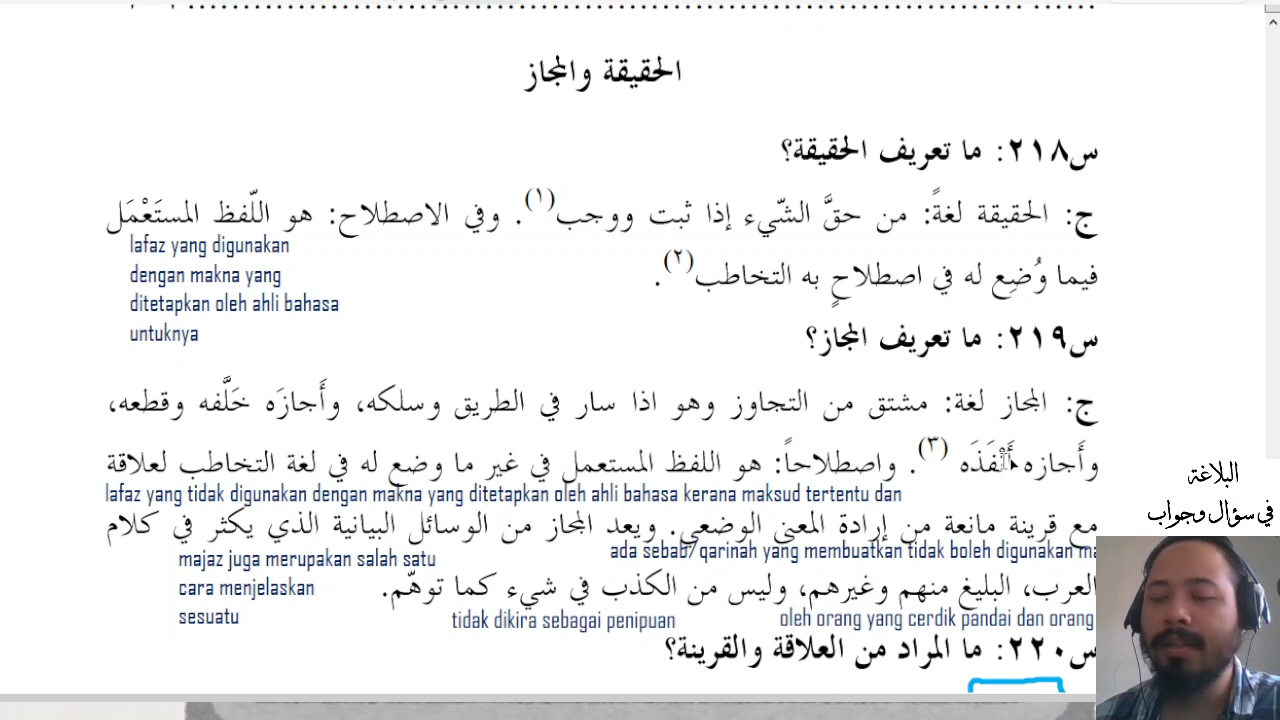 الحقيقة والمجاز
س٢١٨: ما تعريف الحقيقة؟
ج: الحقيقة لغةً: من حقَّ الشّيء إذا ثبت ووجب(١). وفي الاصطلاح: هو اللّفظ المستَعْمَل
lafaz yang digunakan
dengan makna yang
ditetapkan oleh ahli bahasa
untuknya
فيما وُضِع له في اصطلاحٍ به التخاطب(٢).
س٢١٩: ما تعريف المجاز؟
ج: المجاز لغة: مشتق من التجاوز وهو اذا سار في الطريق وسلكه، وأَجازَه خَلَّفه وقطعه،
وأَجازه أَنْفَذَه (٣). واصطلاحاً: هو اللفظ المستعمل في غير ما وضع له في لغة التخاطب لعلاقة
lafaz yang tidak digunakan dengan makna yang ditetapkan oleh ahli bahasa kerana maksud tertentu dan
مع قرينة مانعة من إرادة المعنى الوضعي. ويعد المجاز من الوسائل البيانية الذي يكثر في كلام
ada sebab/qarinah yang membuatkan tidak boleh digunakan
majaz juga merupakan salah satu
cara menjelaskan
sesuatu
العرب، البليغ منهم وغيرهم، وليس من الكذب في شيء كما توهّم.
oleh orang yang cerdik pandai dan orang
tidak dikira sebagai penipuan
س٢٢٠: ما المراد من العلاقة والقرينة؟
البلاغة
في سؤال وجواب